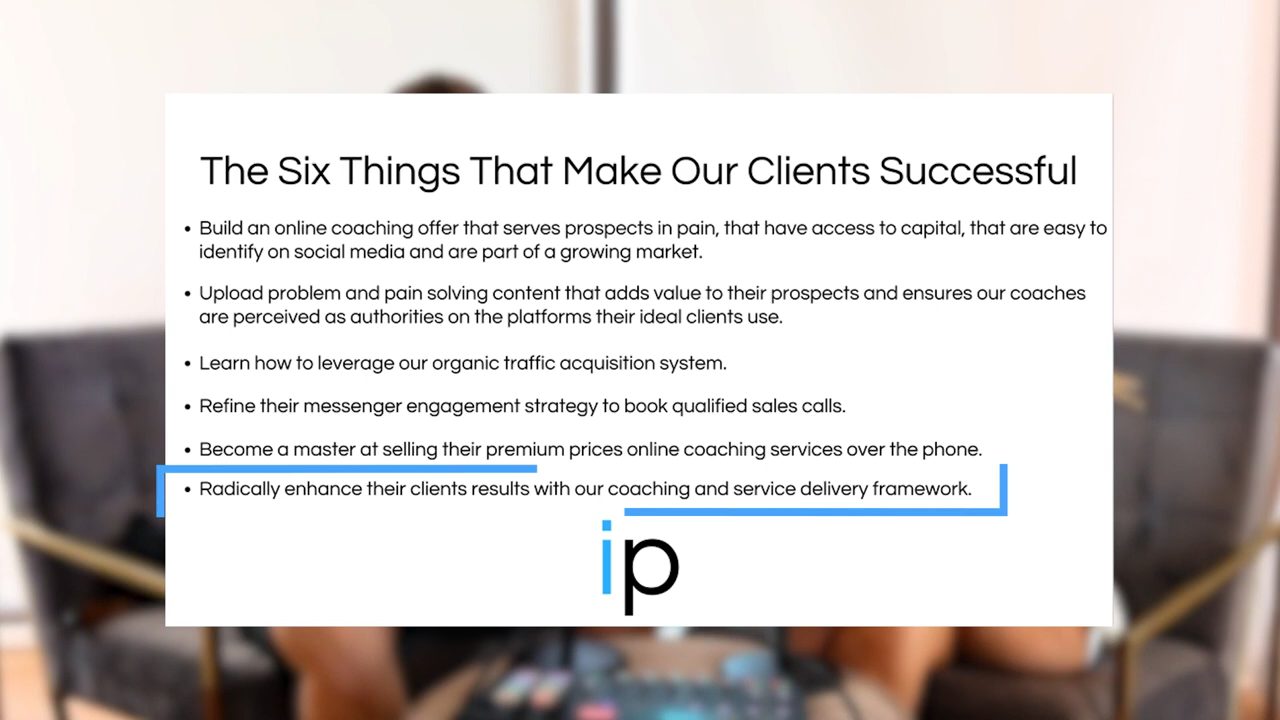 The Six Things That Make Our Clients Successful
• Build an online coaching offer that serves prospects in pain, that have access to capital, that are easy to
identify on social media and are part of a growing market.
• Upload problem and pain solving content that adds value to their prospects and ensures our coaches
are perceived as authorities on the platforms their ideal clients use.
• Learn how to leverage our organic traffic acquisition system.
• Refine their messenger engagement strategy to book qualified sales calls.
• Become a master at selling their premium prices online coaching services over the phone.
• Radically enhance their clients results with our coaching and service delivery framework.
ip